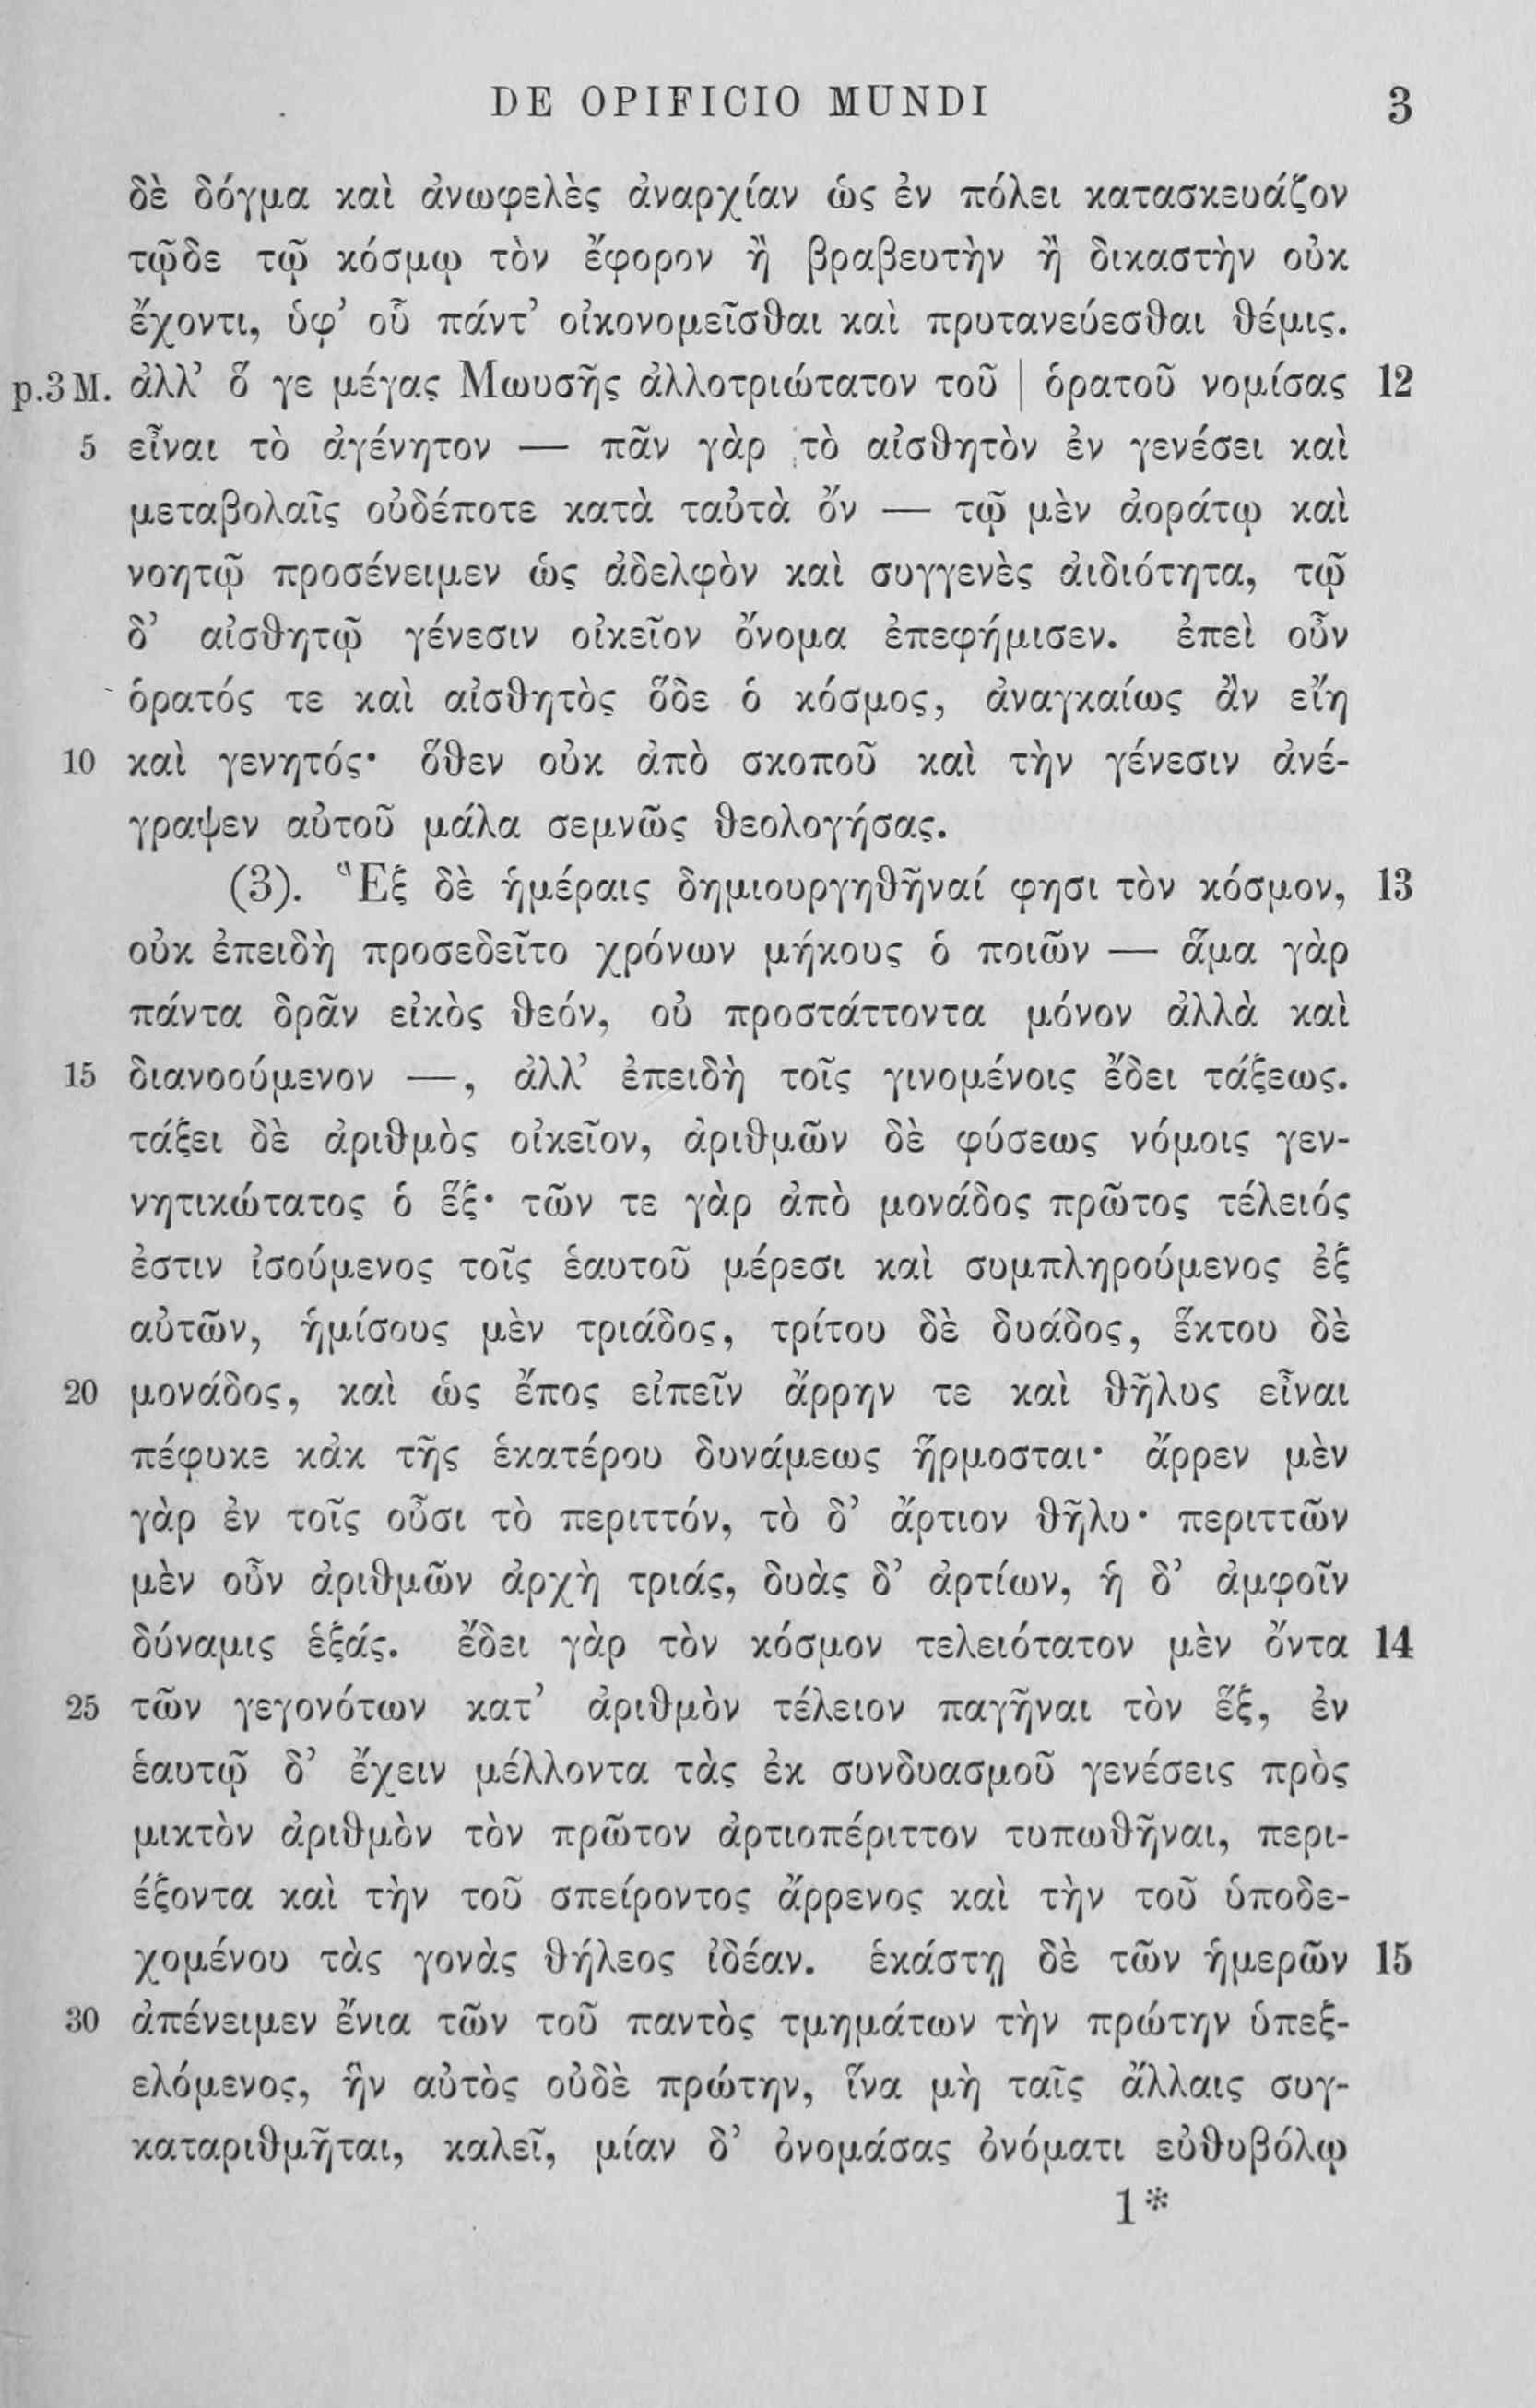 DE OPIFICIO MUNDI 3
δὲ δόγμα καὶ ἀνωφελὲς ἀναρχίαν ὡς ἐν πόλει κατασκευάζον
τῷδε τῷ κόσμῳ τὸν ἔφορον ἢ βραβευτὴν ἢ δικαστὴν οὐκ
ἔχοντι, ὑφ’ οὗ πάντ’ οἰκονομεῖσθαι καὶ πρυτανεύεσθαι θέμις.
p.3 M. ἀλλ’ ὅ γε μέγας Μωυσῆς ἀλλοτριώτατον τοῦ | ὁρατοῦ νομίσας 12
5 εἶναι τὸ ἀγένητον — πᾶν γὰρ τὸ αἰσθητὸν ἐν γενέσει καὶ
μεταβολαῖς οὐδέποτε κατὰ ταὐτὰ ὄν — τῷ μὲν ἀοράτῳ καὶ
νοητῷ προσένειμεν ὡς ἀδελφὸν καὶ συγγενὲς ἀιδιότητα, τῷ
δ’ αἰσθητῷ γένεσιν οἰκεῖον ὄνομα ἐπεφήμισεν. ἐπεὶ οὖν
ὁρατός τε καὶ αἰσθητὸς ὅδε ὁ κόσμος, ἀναγκαίως ἂν εἴη
10 καὶ γενητός· ὅθεν οὐκ ἀπὸ σκοποῦ καὶ τὴν γένεσιν ἀνέ-
γραψεν αὐτοῦ μάλα σεμνῶς θεολογήσας.
(3). Ἓξ δὲ ἡμέραις δημιουργηθῆναί φησι τὸν κόσμον, 13
οὐκ ἐπειδὴ προσεδεῖτο χρόνων μήκους ὁ ποιῶν — ἅμα γὰρ
πάντα δρᾶν εἰκὸς θεόν, οὐ προστάττοντα μόνον ἀλλὰ καὶ
15 διανοούμενον —, ἀλλ’ ἐπειδὴ τοῖς γινομένοις ἔδει τάξεως.
τάξει δὲ ἀριθμὸς οἰκεῖον, ἀριθμῶν δὲ φύσεως νόμοις γεν-
νητικώτατος ὁ ἕξ· τῶν τε γὰρ ἀπὸ μονάδος πρῶτος τέλειός
ἐστιν ἰσούμενος τοῖς ἑαυτοῦ μέρεσι καὶ συμπληρούμενος ἐξ
αὐτῶν, ἡμίσους μὲν τριάδος, τρίτου δὲ δυάδος, ἕκτου δὲ
20 μονάδος, καὶ ὡς ἔπος εἰπεῖν ἄρρην τε καὶ θῆλυς εἶναι
πέφυκε κἀκ τῆς ἑκατέρου δυνάμεως ἥρμοσται· ἄρρεν μὲν
γὰρ ἐν τοῖς οὖσι τὸ περιττόν, τὸ δ’ ἄρτιον θῆλυ· περιττῶν
μὲν οὖν ἀριθμῶν ἀρχὴ τριάς, δυὰς δ’ ἀρτίων, ἡ δ’ ἀμφοῖν
δύναμις ἑξάς. ἔδει γὰρ τὸν κόσμον τελειότατον μὲν ὄντα 14
25 τῶν γεγονότων κατ’ ἀριθμὸν τέλειον παγῆναι τὸν ἕξ, ἐν
ἑαυτῷ δ’ ἔχειν μέλλοντα τὰς ἐκ συνδυασμοῦ γενέσεις πρὸς
μικτὸν ἀριθμὸν τὸν πρῶτον ἀρτιοπέριττον τυπωθῆναι, περι-
έξοντα καὶ τὴν τοῦ σπείροντος ἄρρενος καὶ τὴν τοῦ ὑποδε-
χομένου τὰς γονὰς θήλεος ἰδέαν. ἑκάστῃ δὲ τῶν ἡμερῶν 15
30 ἀπένειμεν ἔνια τῶν τοῦ παντὸς τμημάτων τὴν πρώτην ὑπεξ-
ελόμενος, ἣν αὐτὸς οὐδὲ πρώτην, ἵνα μὴ ταῖς ἄλλαις συγ-
καταριθμῆται, καλεῖ, μίαν δ’ ὀνομάσας ὀνόματι εὐθυβόλῳ
1*